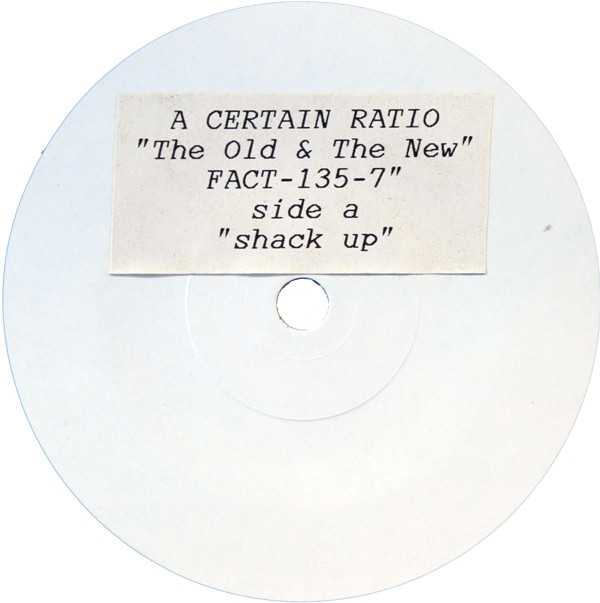 A CERTAIN RATIO
"The Old & The New"
FACT-135-7"
side a
"shack up"